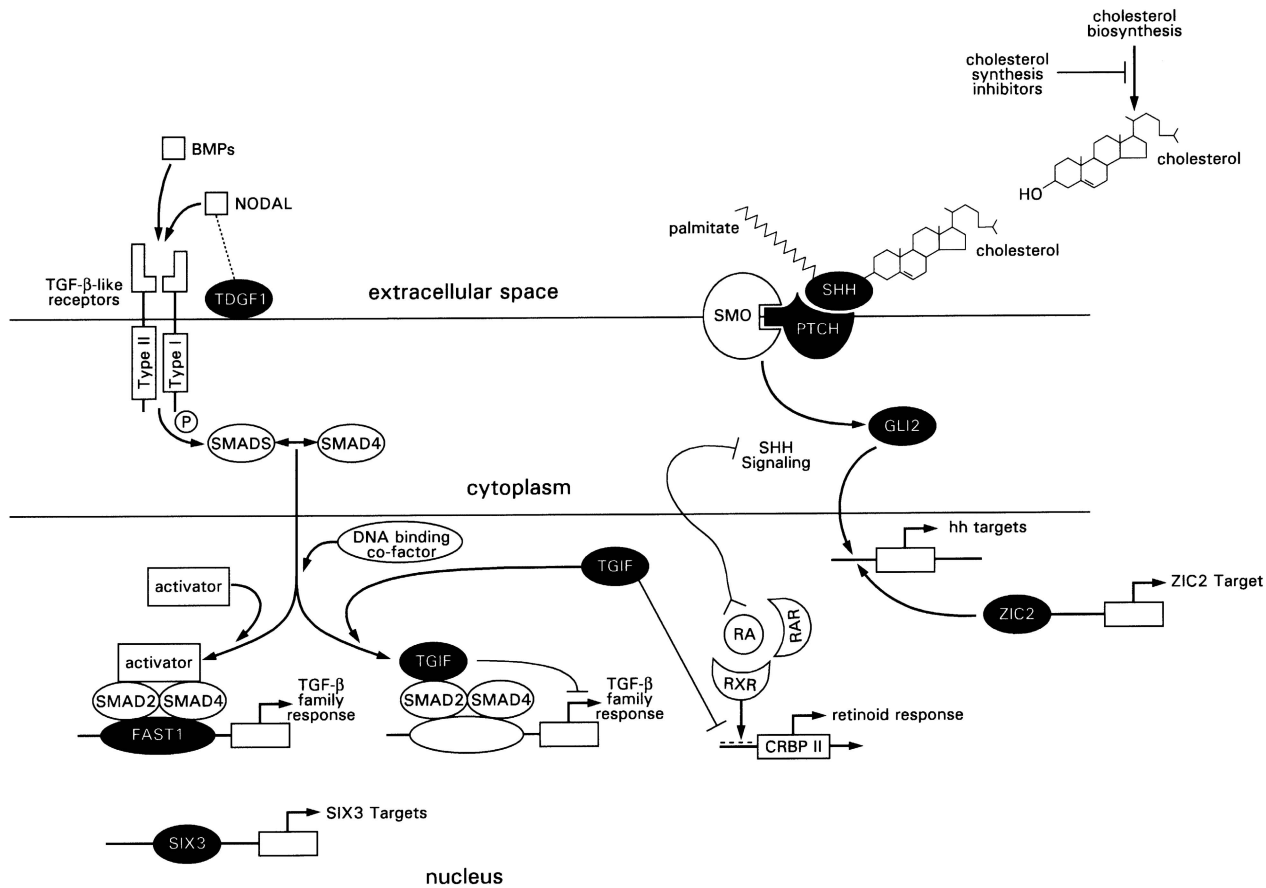 cholesterol
biosynthesis
cholesterol
synthesis
inhibitors
cholesterol
HO
BMPs
NODAL
palmitate
cholesterol
TGF-β-like
receptors
TDGF1
extracellular space
SHH
SMO
PTCH
Type II
Type I
P
SMADS
SMAD4
GLI2
SHH
Signaling
cytoplasm
DNA binding
co-factor
hh targets
activator
TGIF
ZIC2 Target
ZIC2
RA
RAR
activator
TGIF
RXR
SMAD2
SMAD4
TGF-β
family
response
SMAD2
SMAD4
TGF-β
family
response
FAST1
retinoid response
CRBP II
SIX3 Targets
SIX3
nucleus